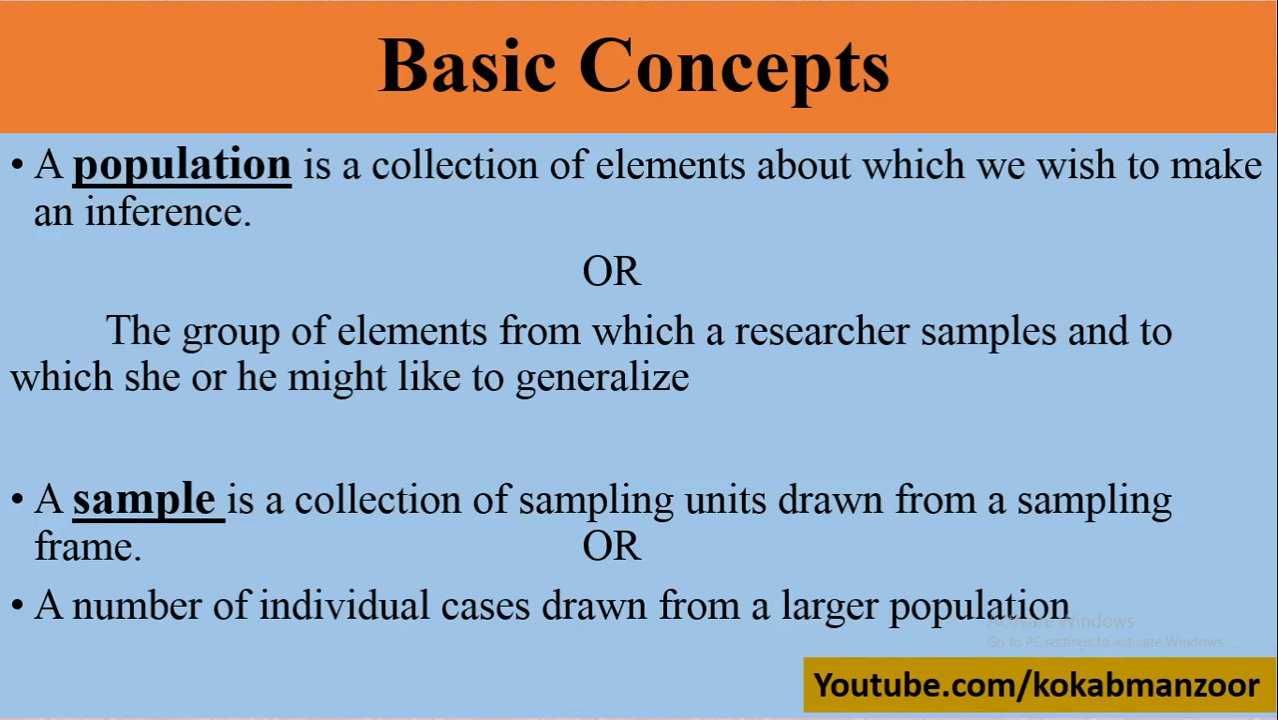 Basic Concepts
• A population is a collection of elements about which we wish to make
an inference.
OR
The group of elements from which a researcher samples and to
which she or he might like to generalize
• A sample is a collection of sampling units drawn from a sampling
frame. OR
• A number of individual cases drawn from a larger population
Activate Windows
Go to PC settings to activate Windows.
Youtube.com/kokabmanzoor